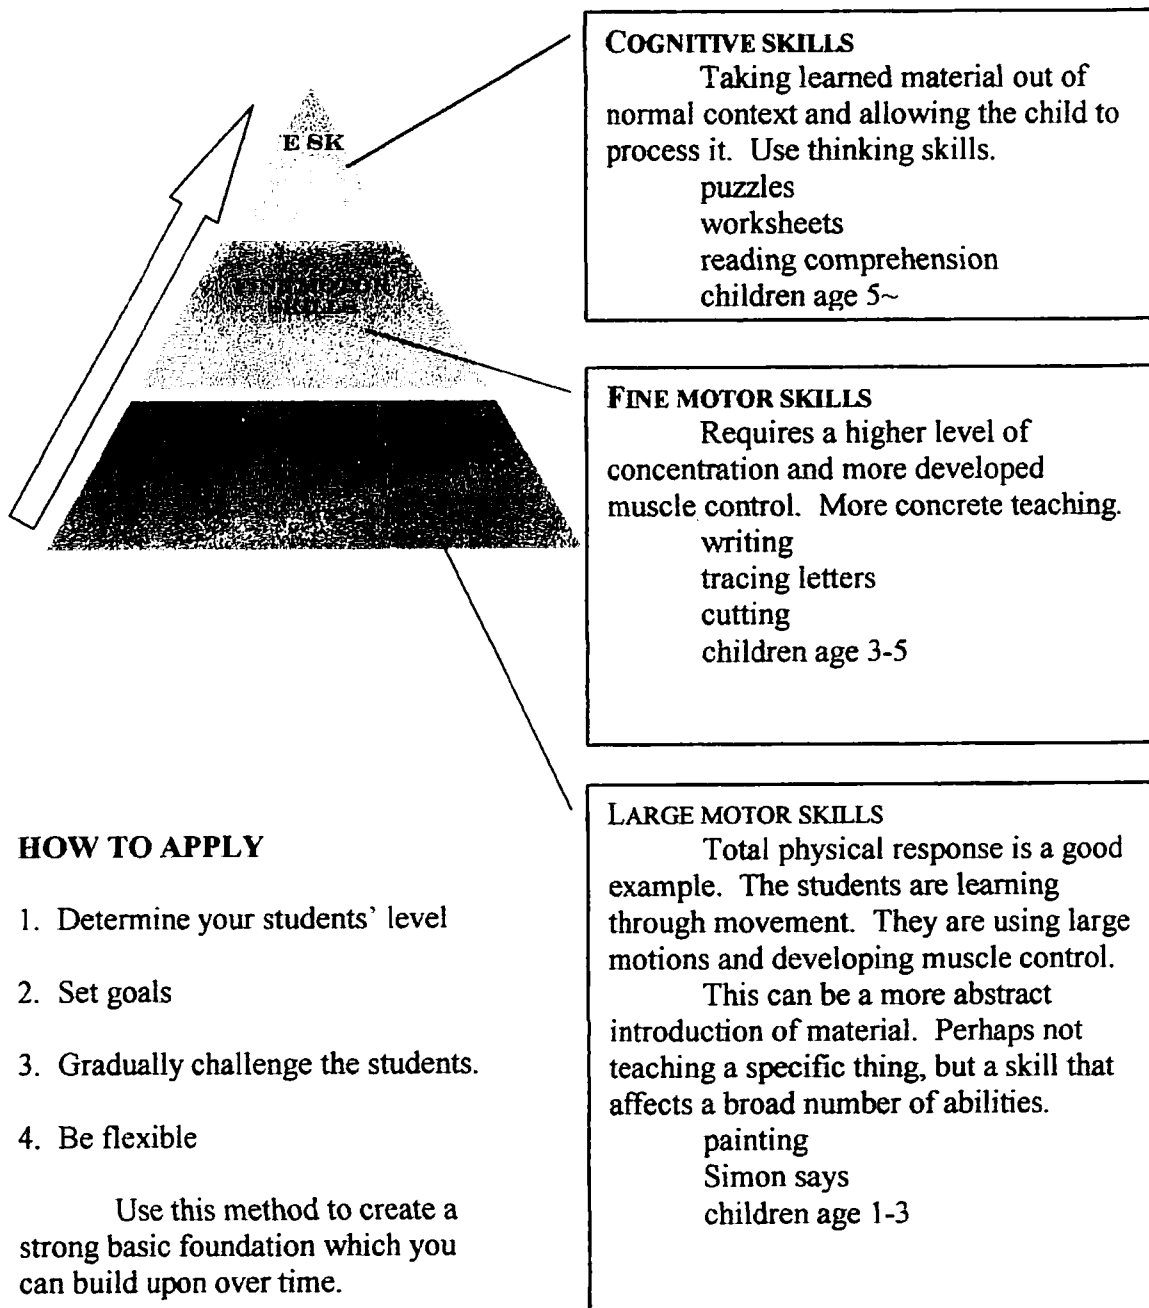 E SK
FINE MOTOR
SKILLS
COGNITIVE SKILLS
Taking learned material out of
normal context and allowing the child to
process it.  Use thinking skills.
puzzles
worksheets
reading comprehension
children age 5~
FINE MOTOR SKILLS
Requires a higher level of
concentration and more developed
muscle control.  More concrete teaching.
writing
tracing letters
cutting
children age 3-5
LARGE MOTOR SKILLS
Total physical response is a good
example.  The students are learning
through movement.  They are using large
motions and developing muscle control.
This can be a more abstract
introduction of material.  Perhaps not
teaching a specific thing, but a skill that
affects a broad number of abilities.
painting
Simon says
children age 1-3
HOW TO APPLY
1.  Determine your students' level
2.  Set goals
3.  Gradually challenge the students.
4.  Be flexible
Use this method to create a
strong basic foundation which you
can build upon over time.